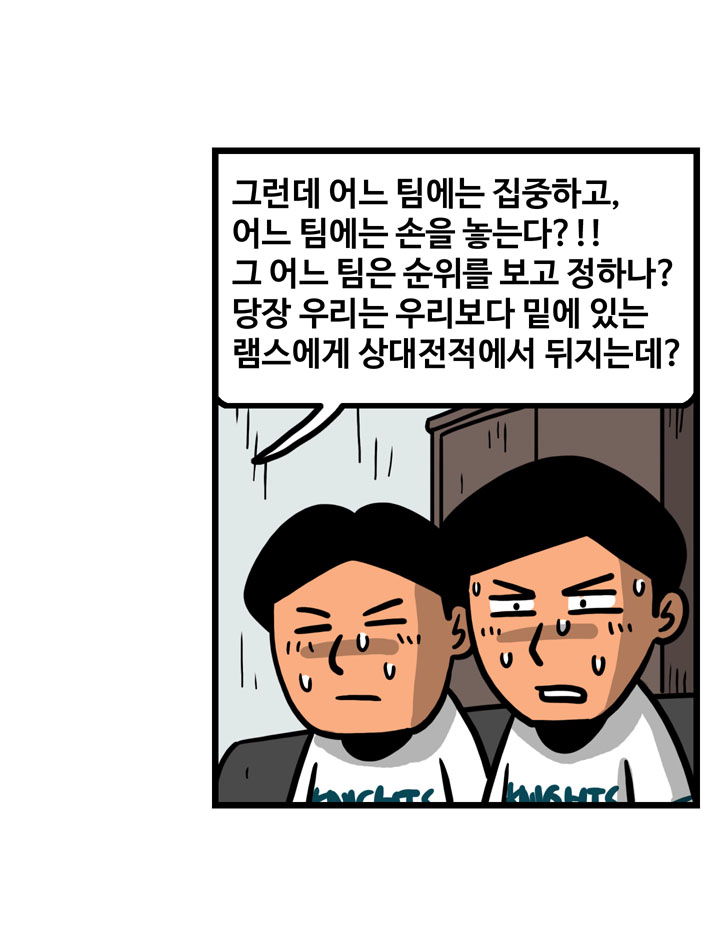 그런데 어느 팀에는 집중하고,
어느 팀에는 손을 놓는다?!!
그 어느 팀은 순위를 보고 정하나?
당장 우리는 우리보다 밑에 있는
램스에게 상대전적에서 뒤지는데?
KNIGHTS
KNIGHTS